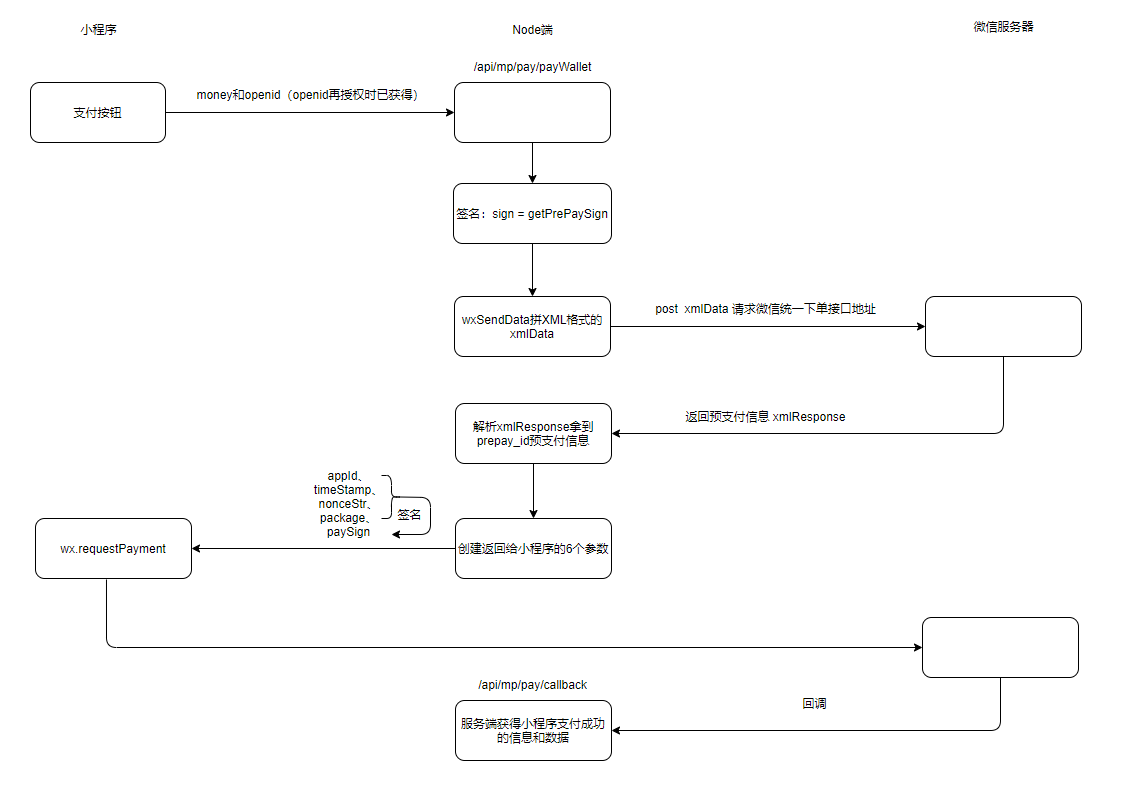 小程序
Node端
微信服务器
/api/mp/pay/payWallet
支付按钮
money和openid（openid再授权时已获得）
签名：sign = getPrePaySign
wxSendData拼XML格式的
xmlData
post xmlData 请求微信统一下单接口地址
返回预支付信息 xmlResponse
解析xmlResponse拿到
prepay_id预支付信息
appId、
timeStamp、
nonceStr、
package、
paySign
签名
wx.requestPayment
创建返回给小程序的6个参数
/api/mp/pay/callback
回调
服务端获得小程序支付成功
的信息和数据